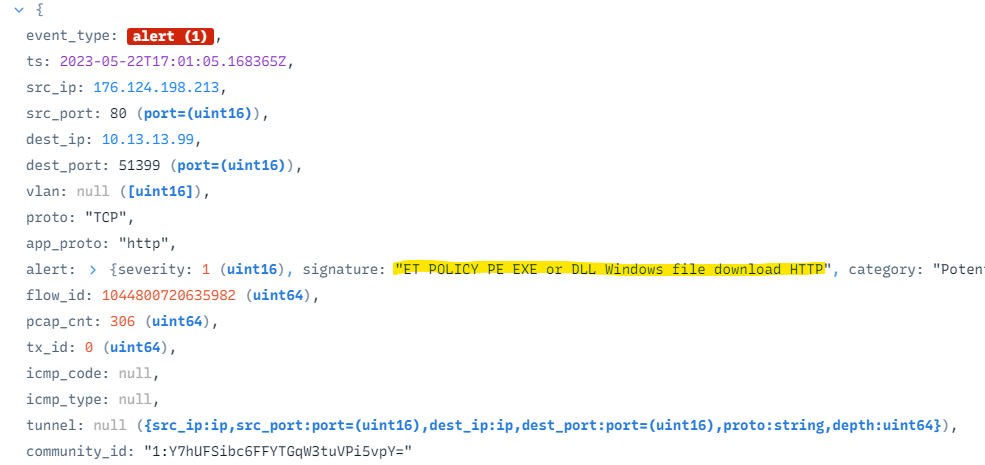 {
event_type: alert (1),
ts: 2023-05-22T17:01:05.168365Z,
src_ip: 176.124.198.213,
src_port: 80 (port=(uint16)),
dest_ip: 10.13.13.99,
dest_port: 51399 (port=(uint16)),
vlan: null ([uint16]),
proto: "TCP",
app_proto: "http",
alert: > {severity: 1 (uint16), signature: "ET POLICY PE EXE or DLL Windows file download HTTP", category: "Poten
flow_id: 1044800720635982 (uint64),
pcap_cnt: 306 (uint64),
tx_id: 0 (uint64),
icmp_code: null,
icmp_type: null,
tunnel: null ({src_ip:ip,src_port:port=(uint16),dest_ip:ip,dest_port:port=(uint16),proto:string,depth:uint64}),
community_id: "1:Y7hUFSibc6FFYTGqW3tuVPi5vpY="